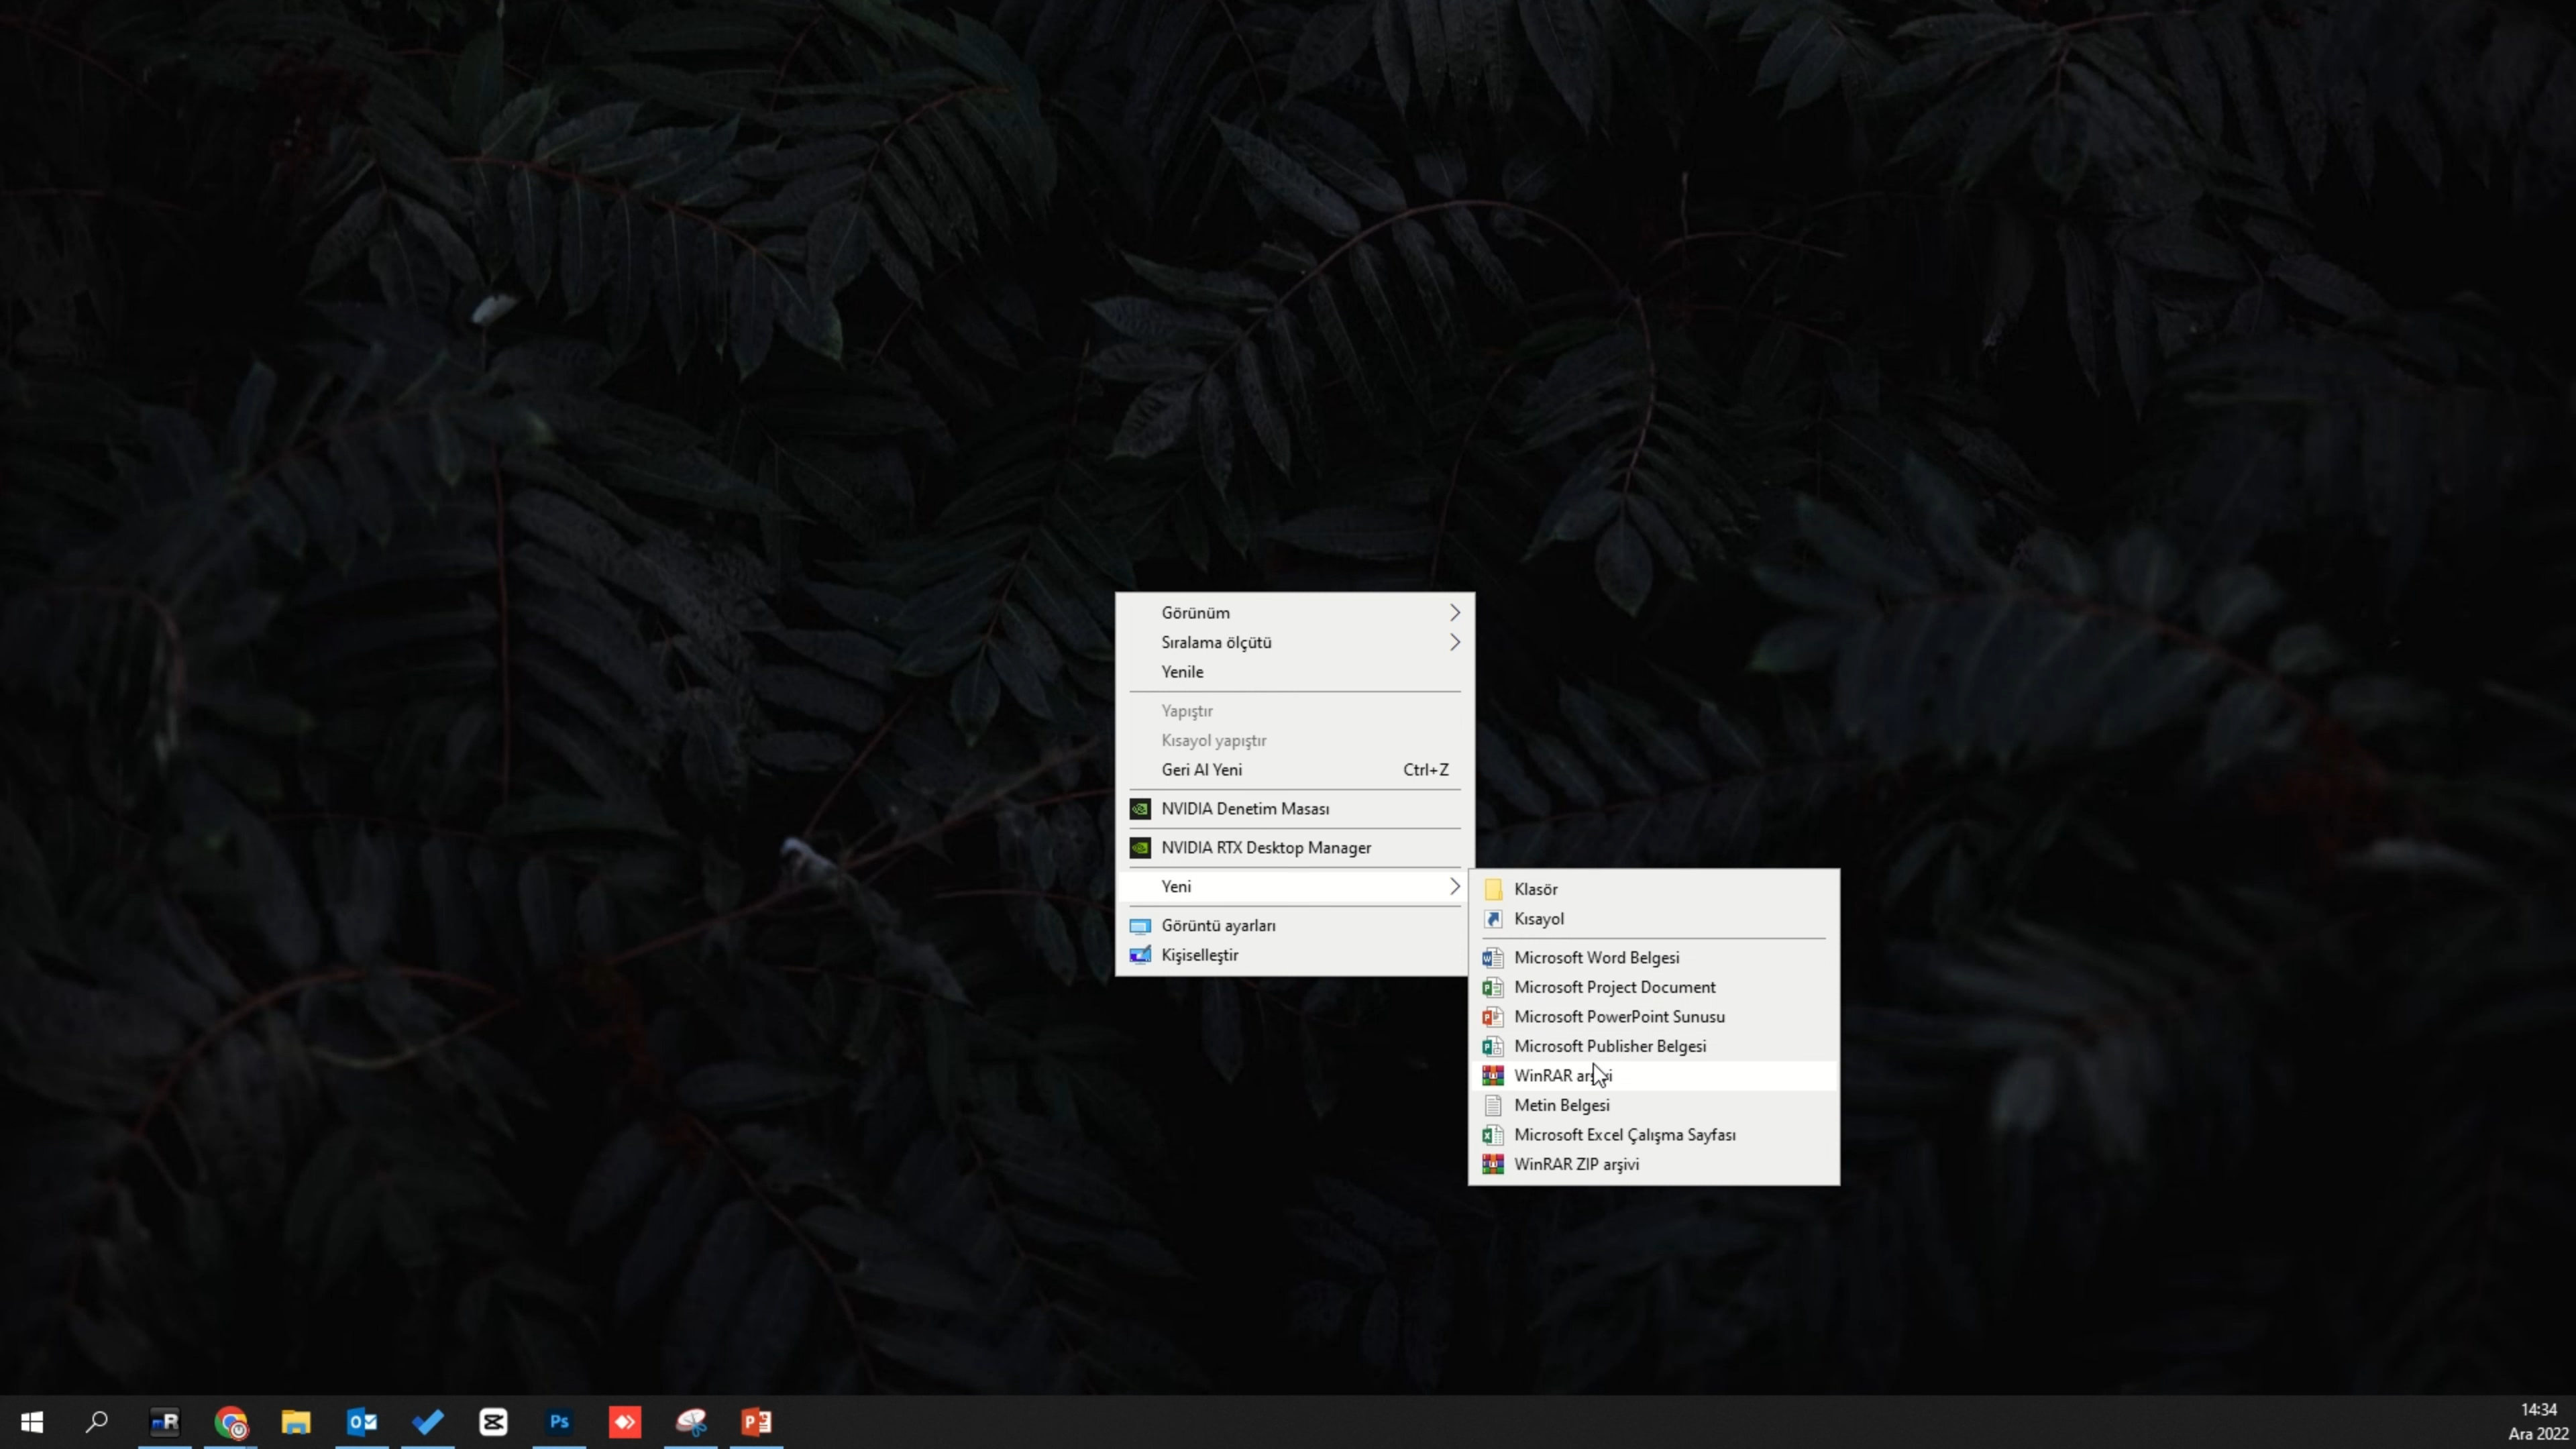 Görünüm
Sıralama ölçütü
Yenile
Yapıştır
Kısayol yapıştır
Geri Al Yeni Ctrl+Z
NVIDIA Denetim Masası
NVIDIA RTX Desktop Manager
Yeni
Görüntü ayarları
Kişiselleştir
Klasör
Kısayol
Microsoft Word Belgesi
Microsoft Project Document
Microsoft PowerPoint Sunusu
Microsoft Publisher Belgesi
WinRAR
Metin Belgesi
Microsoft Excel Çalışma Sayfası
WinRAR ZIP arşivi
mR
Ps
14:34
Ara 2022